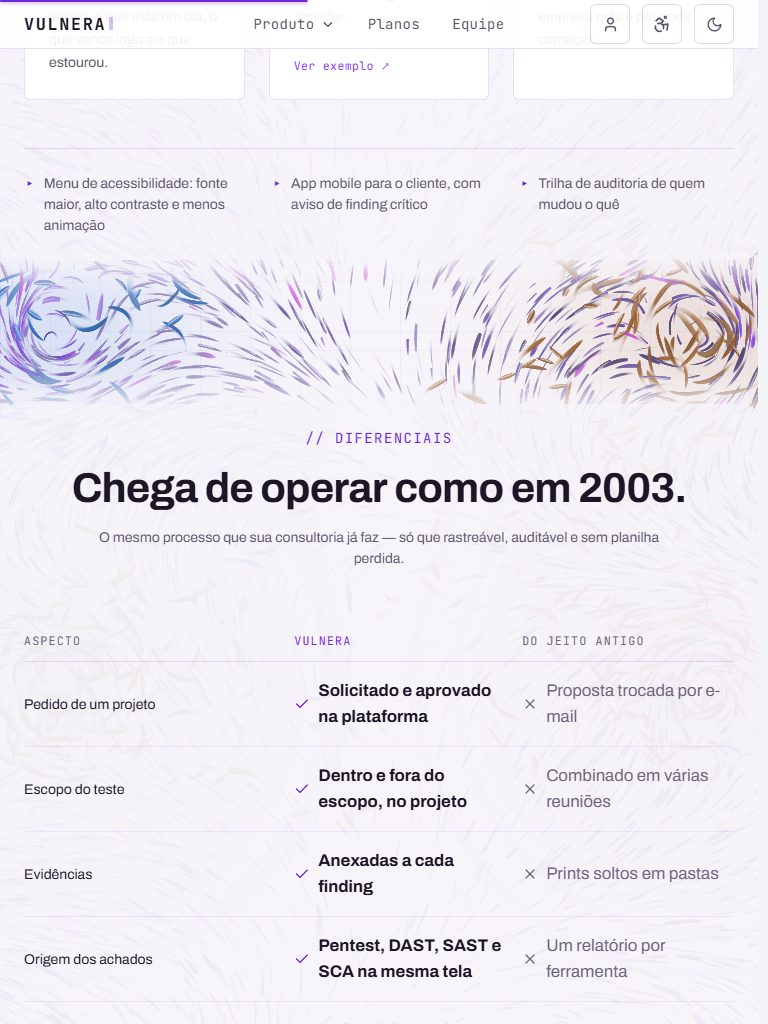 VULNERA
Produto
Planos
Equipe
que vence logo e o que
estourou.
Ver exemplo ↗
Menu de acessibilidade: fonte
maior, alto contraste e menos
animação
App mobile para o cliente, com
aviso de finding crítico
Trilha de auditoria de quem
mudou o quê
// DIFERENCIAIS
Chega de operar como em 2003.
O mesmo processo que sua consultoria já faz — só que rastreável, auditável e sem planilha
perdida.
ASPECTO
VULNERA
DO JEITO ANTIGO
Pedido de um projeto
Solicitado e aprovado
na plataforma
Proposta trocada por e-
mail
Escopo do teste
Dentro e fora do
escopo, no projeto
Combinado em várias
reuniões
Evidências
Anexadas a cada
finding
Prints soltos em pastas
Origem dos achados
Pentest, DAST, SAST e
SCA na mesma tela
Um relatório por
ferramenta